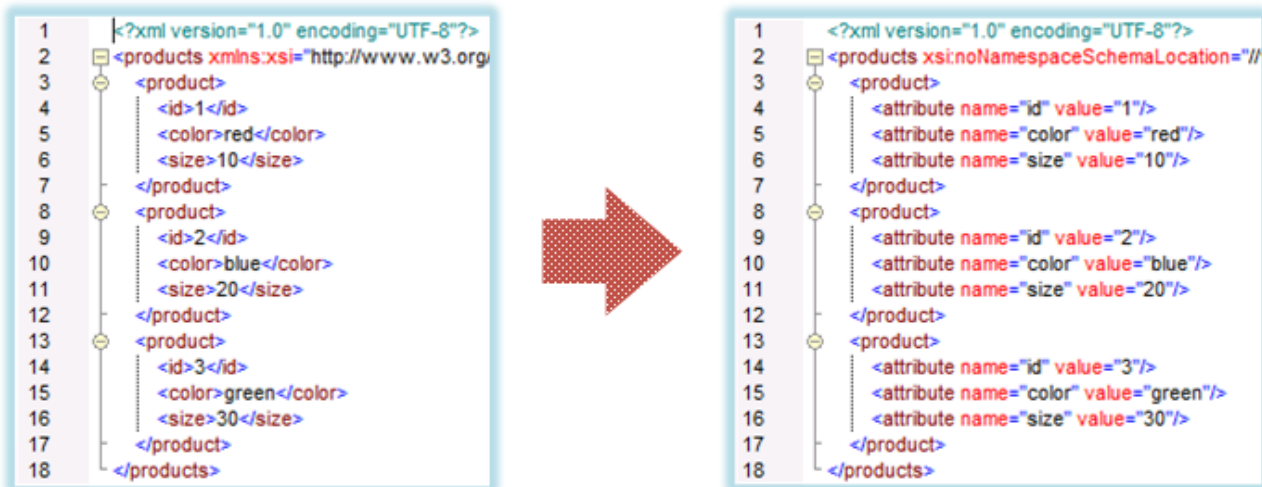 1 <?xml version="1.0" encoding="UTF-8"?>
2 <products xmlns:xsi="http://www.w3.org/
3 <product>
4 <id>1</id>
5 <color>red</color>
6 <size>10</size>
7 </product>
8 <product>
9 <id>2</id>
10 <color>blue</color>
11 <size>20</size>
12 </product>
13 <product>
14 <id>3</id>
15 <color>green</color>
16 <size>30</size>
17 </product>
18 </products>
1 <?xml version="1.0" encoding="UTF-8"?>
2 <products xsi:noNamespaceSchemaLocation="//
3 <product>
4 <attribute name="id" value="1"/>
5 <attribute name="color" value="red"/>
6 <attribute name="size" value="10"/>
7 </product>
8 <product>
9 <attribute name="id" value="2"/>
10 <attribute name="color" value="blue"/>
11 <attribute name="size" value="20"/>
12 </product>
13 <product>
14 <attribute name="id" value="3"/>
15 <attribute name="color" value="green"/>
16 <attribute name="size" value="30"/>
17 </product>
18 </products>